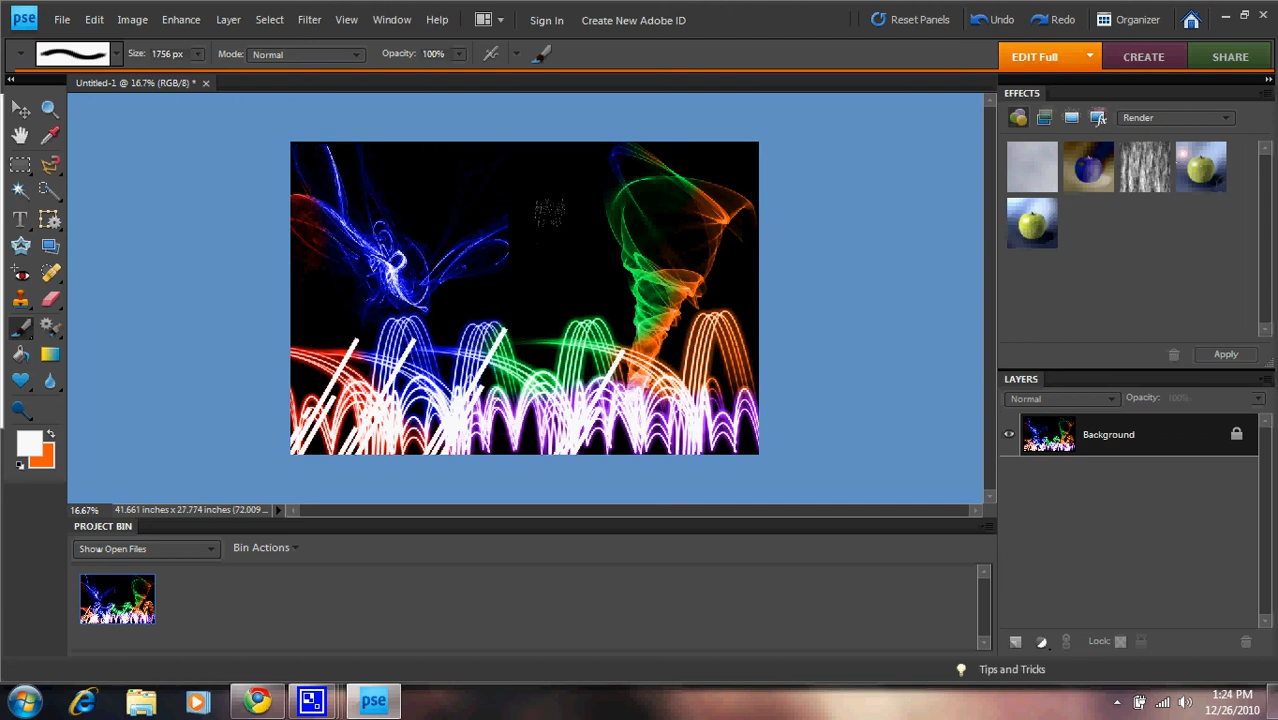 pse File Edit Image Enhance Layer Select Filter View Window Help Sign In Create New Adobe ID Reset Panels Undo Redo Organizer
Size: 1756 px Mode: Normal Opacity: 100% EDIT Full CREATE SHARE
Untitled-1 @ 16.7% (RGB/8) * ×
EFFECTS
Render
T
Apply
LAYERS
Normal Opacity: 100%
Background
16.67% 41.661 inches x 27.774 inches (72.009 ...
PROJECT BIN
Show Open Files Bin Actions
Lock:
Tips and Tricks
pse 1:24 PM
12/26/2010